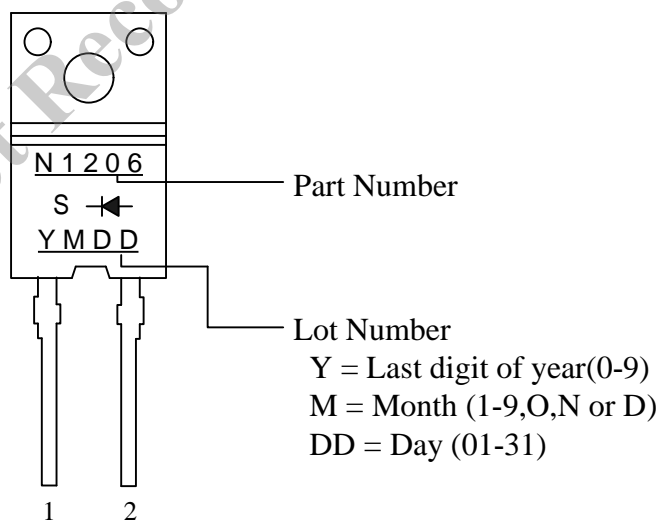 N1206
S
YMDD
1 2
Part Number
Lot Number
Y = Last digit of year(0-9)
M = Month (1-9,O,N or D)
DD = Day (01-31)